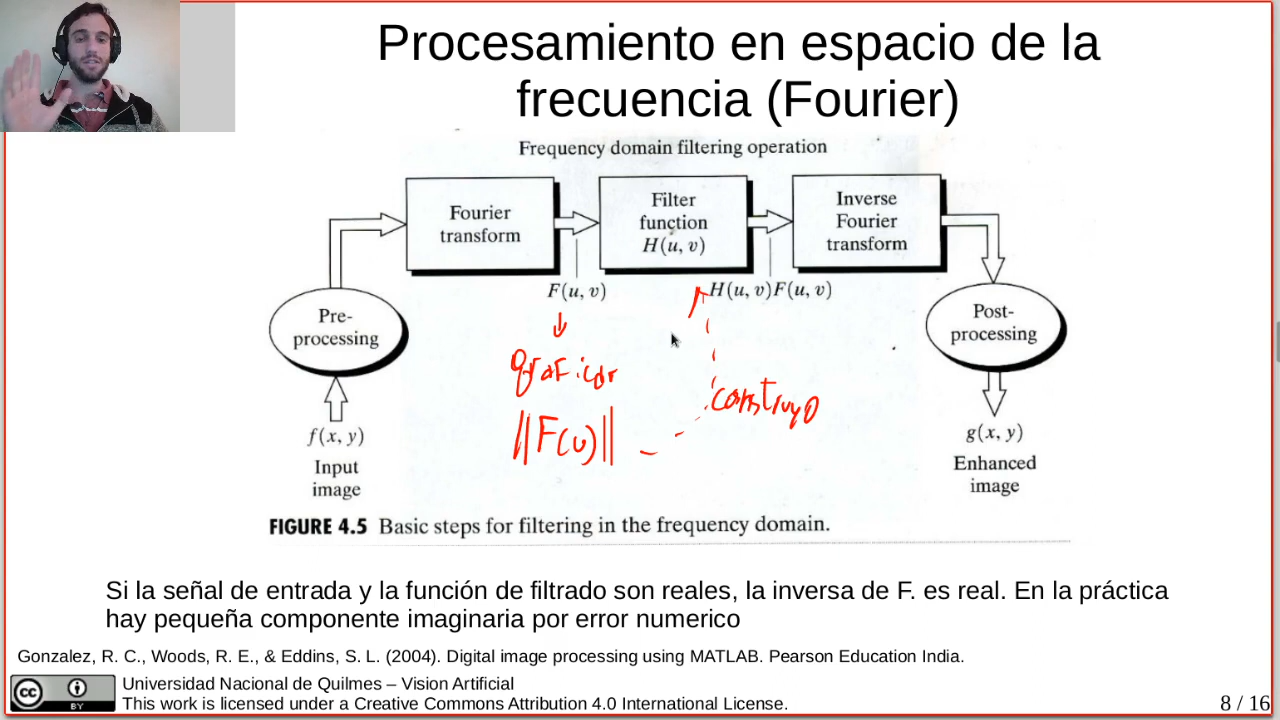 Procesamiento en espacio de la
frecuencia (Fourier)
Frequency domain filtering operation
Fourier
transform
Filter
function
H(u, v)
Inverse
Fourier
transform
F(u, v)
H(u, v)F(u, v)
Pre-
processing
Post-
processing
graficar
||F(u)||
construyo
f(x, y)
Input
image
g(x, y)
Enhanced
image
FIGURE 4.5 Basic steps for filtering in the frequency domain.
Si la señal de entrada y la función de filtrado son reales, la inversa de F. es real. En la práctica
hay pequeña componente imaginaria por error numerico
Gonzalez, R. C., Woods, R. E., & Eddins, S. L. (2004). Digital image processing using MATLAB. Pearson Education India.
cc BY
Universidad Nacional de Quilmes – Vision Artificial
This work is licensed under a Creative Commons Attribution 4.0 International License.
8 / 16